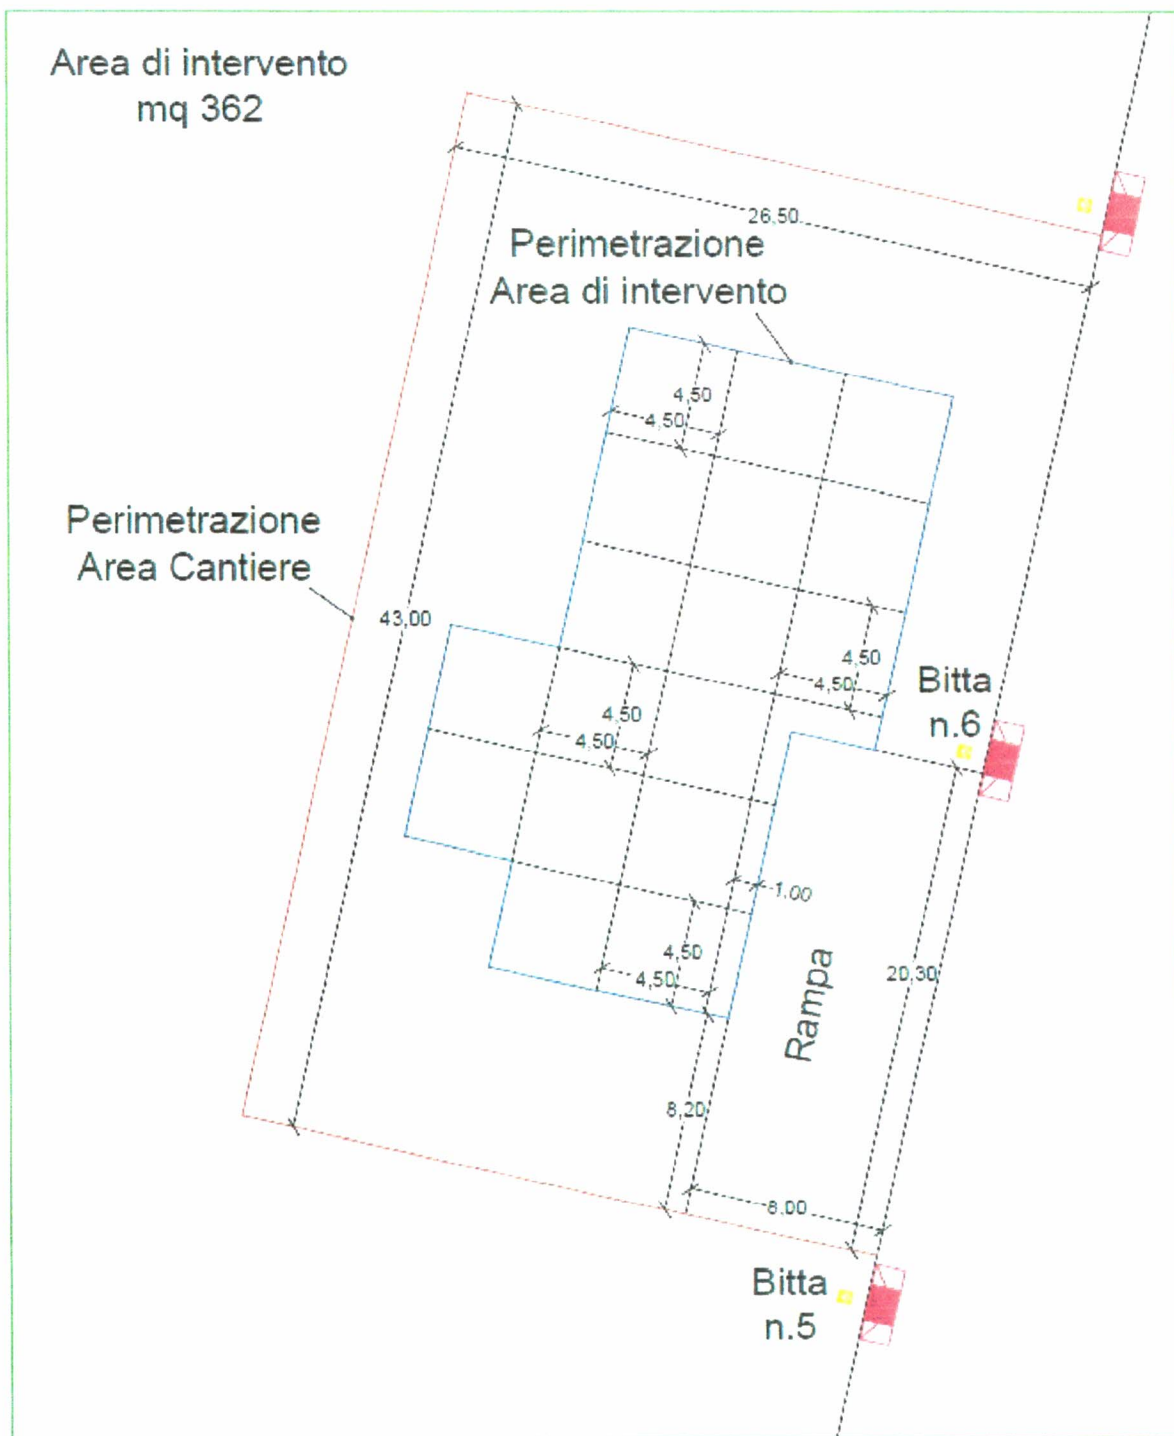 Area di intervento
mq 362
26,50
Perimetrazione
Area di intervento
4,50
4,50
Perimetrazione
Area Cantiere
43,00
4,50
4,50
Bitta
n.6
4,50
4,50
1.00
4,50
4,50
Rampa
20,30
8,20
8.00
Bitta
n.5